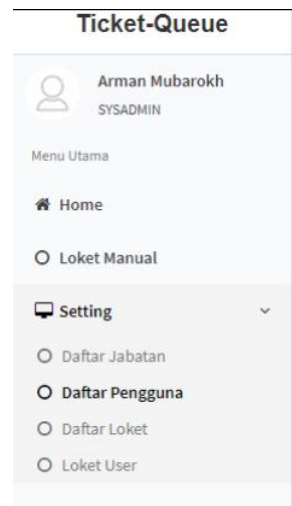 Ticket-Queue
Arman Mubarokh
SYSADMIN
Menu Utama
Home
Loket Manual
Setting
Daftar Jabatan
Daftar Pengguna
Daftar Loket
Loket User